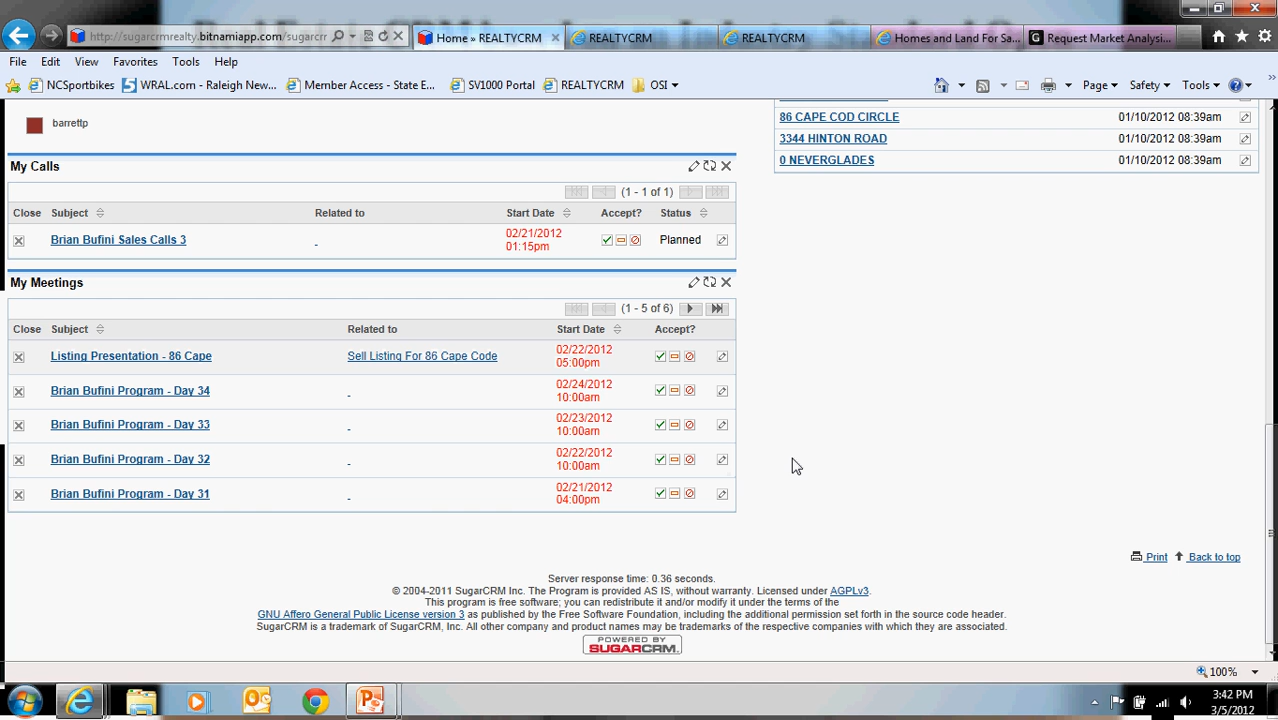 http://sugarcrmrealty.bitnamiapp.com/sugarcrr
Home » REALTYCRM
REALTYCRM
REALTYCRM
Homes and Land For Sa...
Request Market Analysi...
File Edit View Favorites Tools Help
NCSportbikes
WRAL.com - Raleigh New...
Member Access - State E...
SV1000 Portal
REALTYCRM
OSI
Page
Safety
Tools
barrettp
86 CAPE COD CIRCLE 01/10/2012 08:39am
3344 HINTON ROAD 01/10/2012 08:39am
0 NEVERGLADES 01/10/2012 08:39am
My Calls
(1 - 1 of 1)
Close Subject Related to Start Date Accept? Status
Brian Bufini Sales Calls 3 02/21/2012 01:15pm Planned
My Meetings
(1 - 5 of 6)
Close Subject Related to Start Date Accept?
Listing Presentation - 86 Cape Sell Listing For 86 Cape Code 02/22/2012 05:00pm
Brian Bufini Program - Day 34 02/24/2012 10:00am
Brian Bufini Program - Day 33 02/23/2012 10:00am
Brian Bufini Program - Day 32 02/22/2012 10:00am
Brian Bufini Program - Day 31 02/21/2012 04:00pm
Print Back to top
Server response time: 0.36 seconds.
© 2004-2011 SugarCRM Inc. The Program is provided AS IS, without warranty. Licensed under AGPLv3.
This program is free software; you can redistribute it and/or modify it under the terms of the
GNU Affero General Public License version 3 as published by the Free Software Foundation, including the additional permission set forth in the source code header.
SugarCRM is a trademark of SugarCRM, Inc. All other company and product names may be trademarks of the respective companies with which they are associated.
POWERED BY
SUGARCRM
100%
3:42 PM
3/5/2012